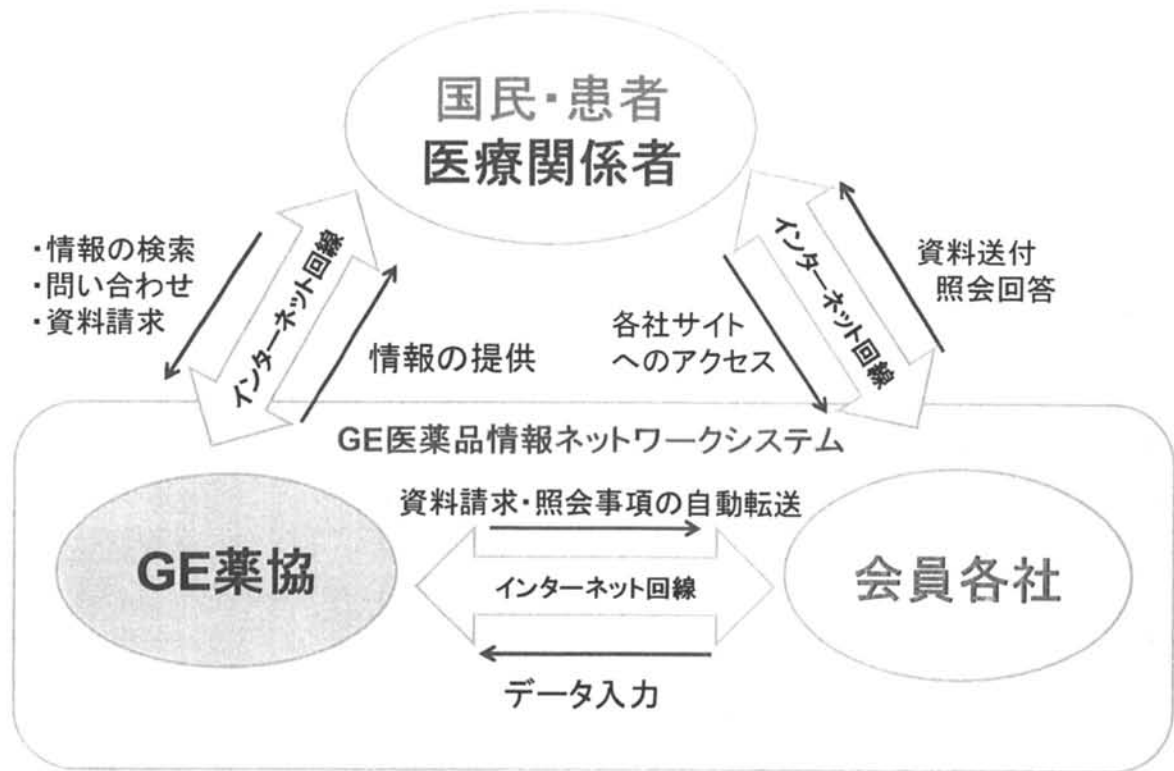 国民・患者
医療関係者
・情報の検索
・問い合わせ
・資料請求
インターネット回線
情報の提供
各社サイト
へのアクセス
インターネット回線
資料送付
照会回答
GE医薬品情報ネットワークシステム
資料請求・照会事項の自動転送
GE薬協
インターネット回線
会員各社
データ入力